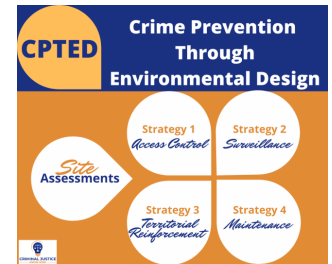 CPTED
Crime Prevention
Through
Environmental Design
Site
Assessments
Strategy 1
Access Control
Strategy 2
Surveillance
Strategy 3
Territorial
Reinforcement
Strategy 4
Maintenance
CRIMINAL JUSTICE